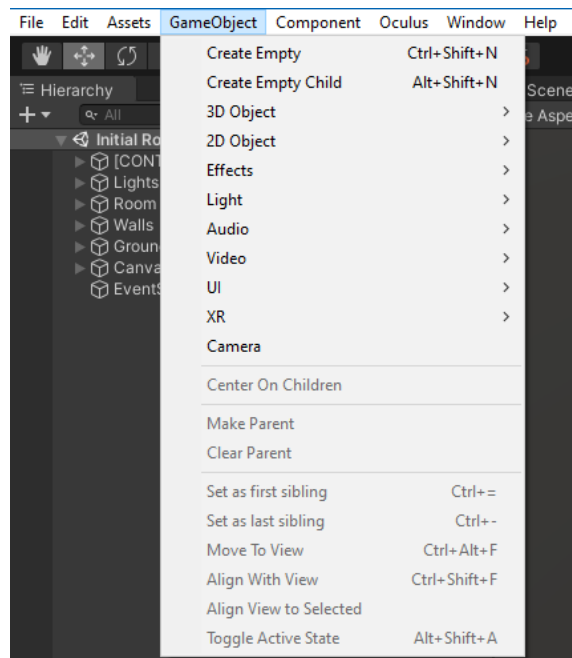 File Edit Assets GameObject Component Oculus Window Help
Hierarchy
All
Scene
Initial Ro
[CONT
Lights
Room
Walls
Groun
Canva
EventS
e Aspe
Create Empty Ctrl+Shift+N
Create Empty Child Alt+Shift+N
3D Object
2D Object
Effects
Light
Audio
Video
UI
XR
Camera
Center On Children
Make Parent
Clear Parent
Set as first sibling Ctrl+=
Set as last sibling Ctrl+-
Move To View Ctrl+Alt+F
Align With View Ctrl+Shift+F
Align View to Selected
Toggle Active State Alt+Shift+A